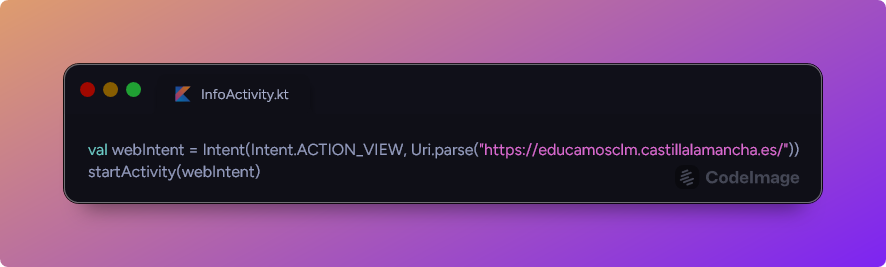 InfoActivity.kt
val webIntent = Intent(Intent.ACTION_VIEW, Uri.parse("https://educamosclm.castillalamancha.es/"))
startActivity(webIntent)
CodeImage